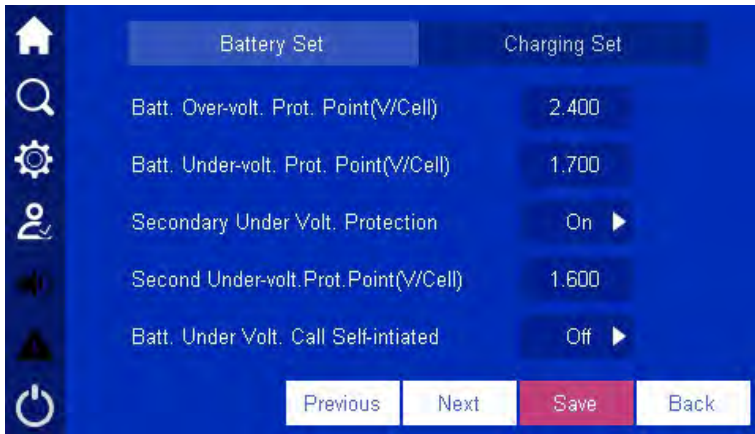 Battery Set Charging Set
Batt. Over-volt. Prot. Point(V/Cell) 2.400
Batt. Under-volt. Prot. Point(V/Cell) 1.700
Secondary Under Volt. Protection On
Second Under-volt.Prot.Point(V/Cell) 1.600
Batt. Under Volt. Call Self-intiated Off
Previous Next Save Back